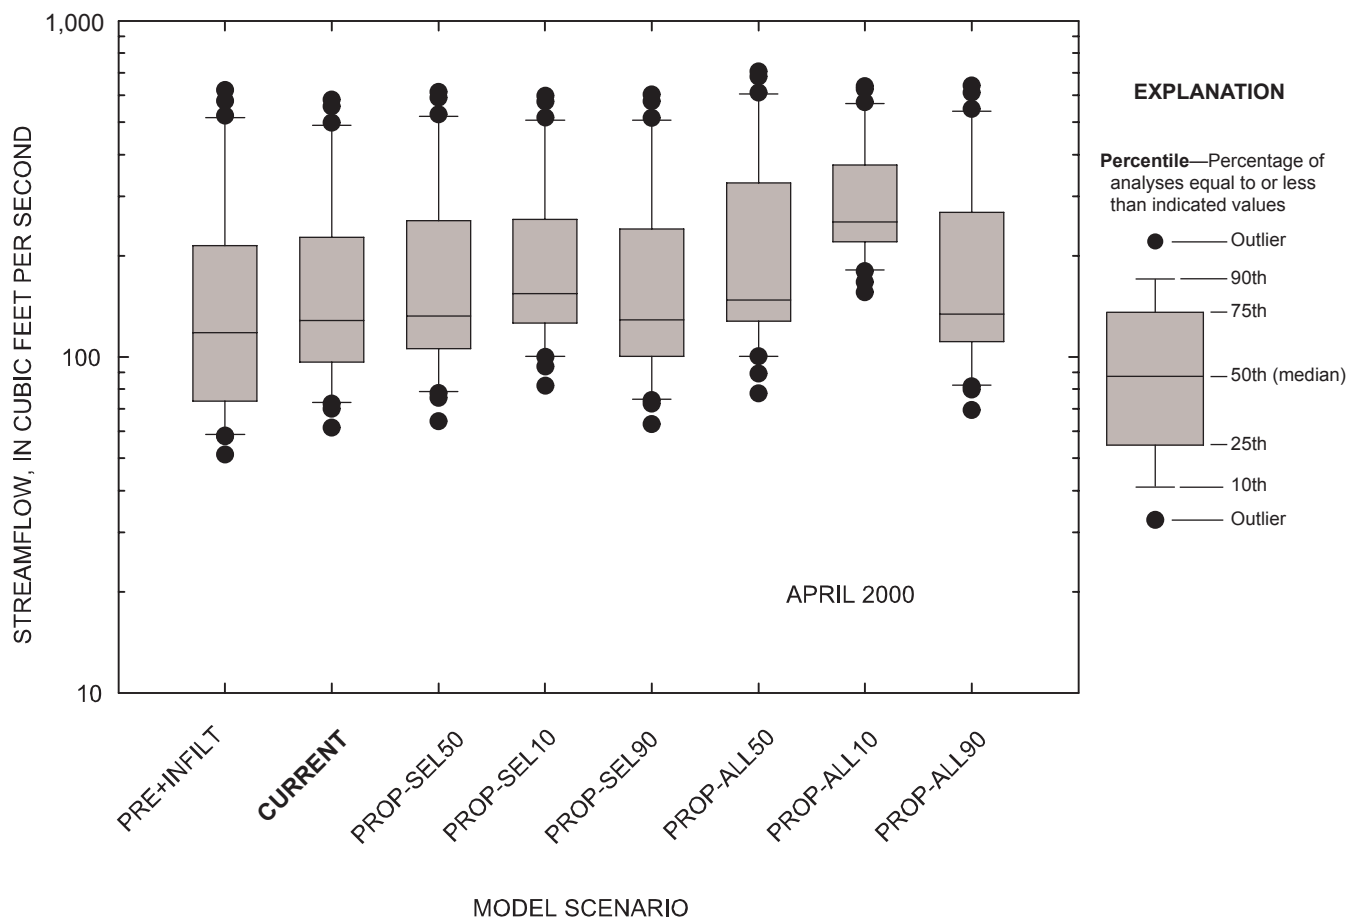 1,000
100
10
STREAMFLOW, IN CUBIC FEET PER SECOND
APRIL 2000
PRE+INFILT
CURRENT
PROP-SEL50
PROP-SEL10
PROP-SEL90
PROP-ALL50
PROP-ALL10
PROP-ALL90
MODEL SCENARIO
EXPLANATION
Percentile—Percentage of
analyses equal to or less
than indicated values
Outlier
90th
75th
50th (median)
25th
10th
Outlier